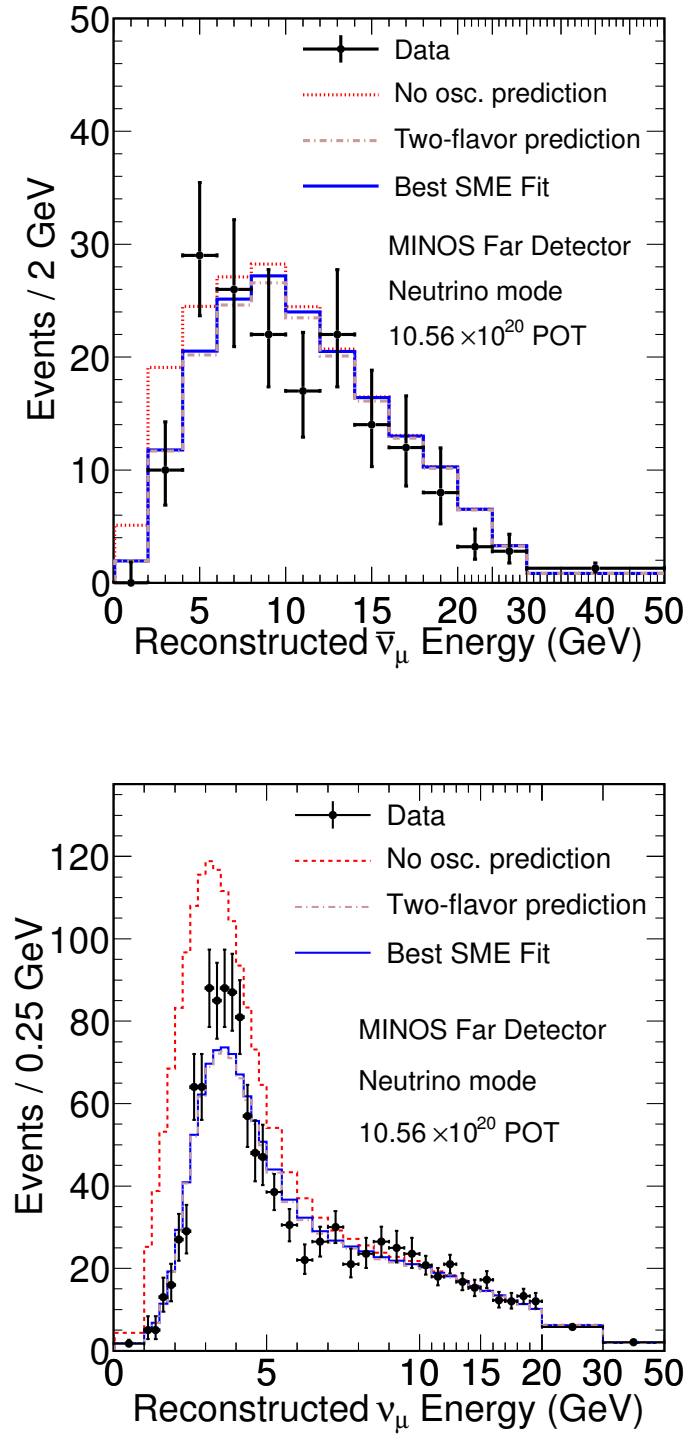 50
40
30
20
10
0
Events / 2 GeV
Data
No osc. prediction
Two-flavor prediction
Best SME Fit
MINOS Far Detector
Neutrino mode
10.56 ×10²⁰ POT
0 5 10 15 20 30 50
Reconstructed ν̅μ Energy (GeV)
120
100
80
60
40
20
0
Events / 0.25 GeV
Data
No osc. prediction
Two-flavor prediction
Best SME Fit
MINOS Far Detector
Neutrino mode
10.56 ×10²⁰ POT
0 5 10 20 30 50
Reconstructed νμ Energy (GeV)